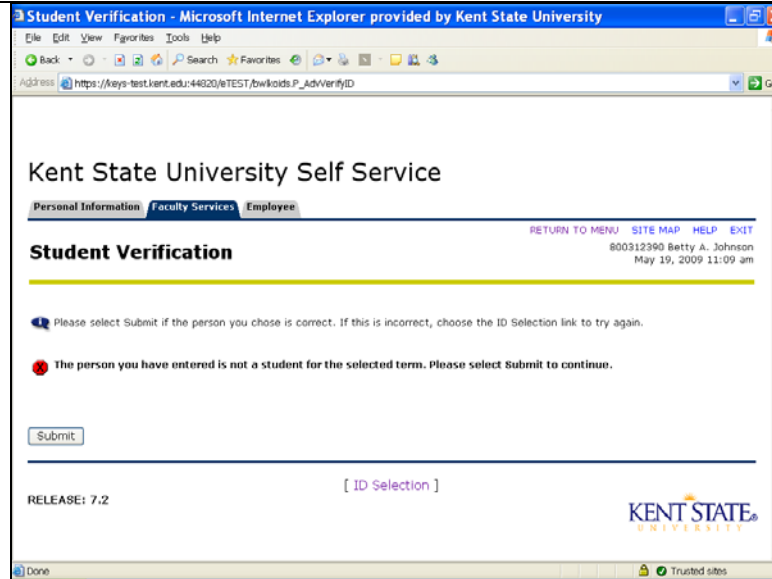 Student Verification - Microsoft Internet Explorer provided by Kent State University
File Edit View Favorites Tools Help
Back Search Favorites
Address https://keys-test.kent.edu:44820/eTEST/bwlkoids.P_AdvVerifyID G
Kent State University Self Service
Personal Information Faculty Services Employee
RETURN TO MENU SITE MAP HELP EXIT
Student Verification
800312390 Betty A. Johnson
May 19, 2009 11:09 am
Please select Submit if the person you chose is correct. If this is incorrect, choose the ID Selection link to try again.
The person you have entered is not a student for the selected term. Please select Submit to continue.
Submit
[ ID Selection ]
RELEASE: 7.2
KENT STATE®
UNIVERSITY
Done Trusted sites